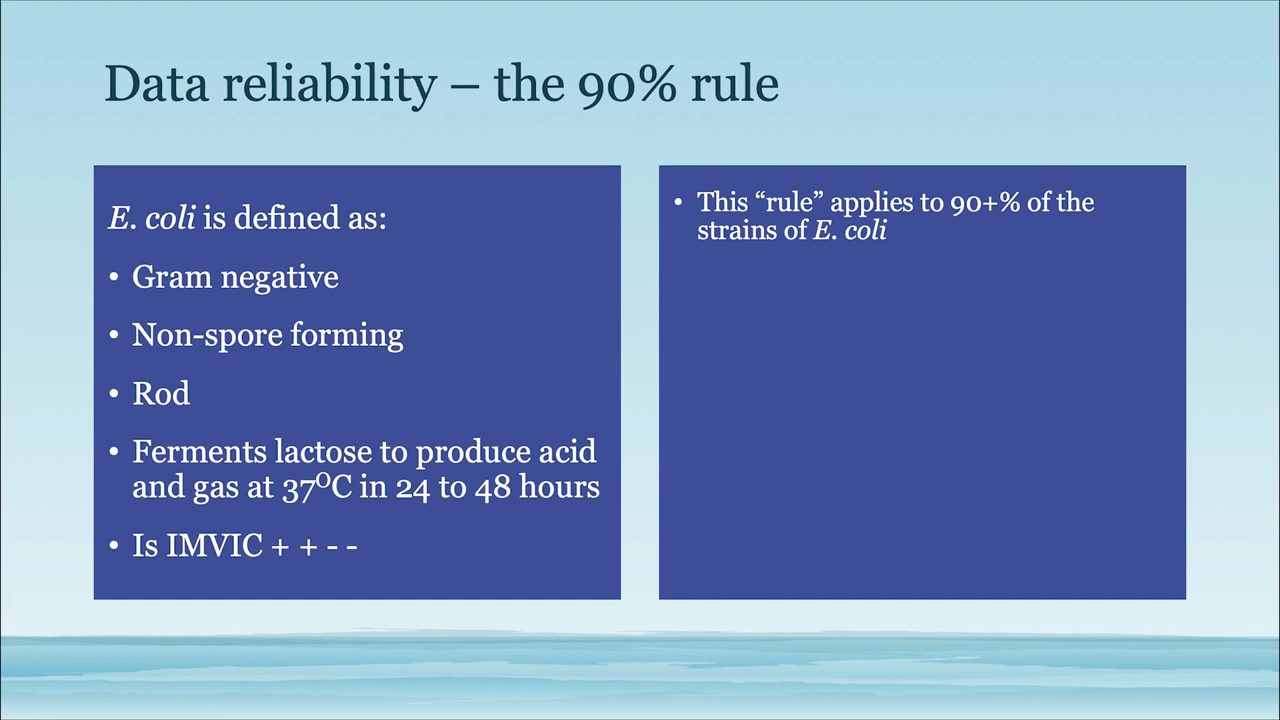 Data reliability – the 90% rule
E. coli is defined as:
• Gram negative
• Non-spore forming
• Rod
• Ferments lactose to produce acid
and gas at 37ᴼC in 24 to 48 hours
• Is IMVIC + + - -
• This “rule” applies to 90+% of the
strains of E. coli